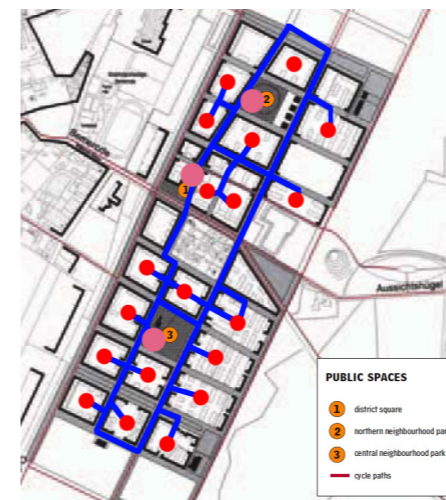 2
1
Aussichtshügel
3
PUBLIC SPACES
1 district square
2 northern neighbourhood par
3 central neighbourhood park
cycle paths